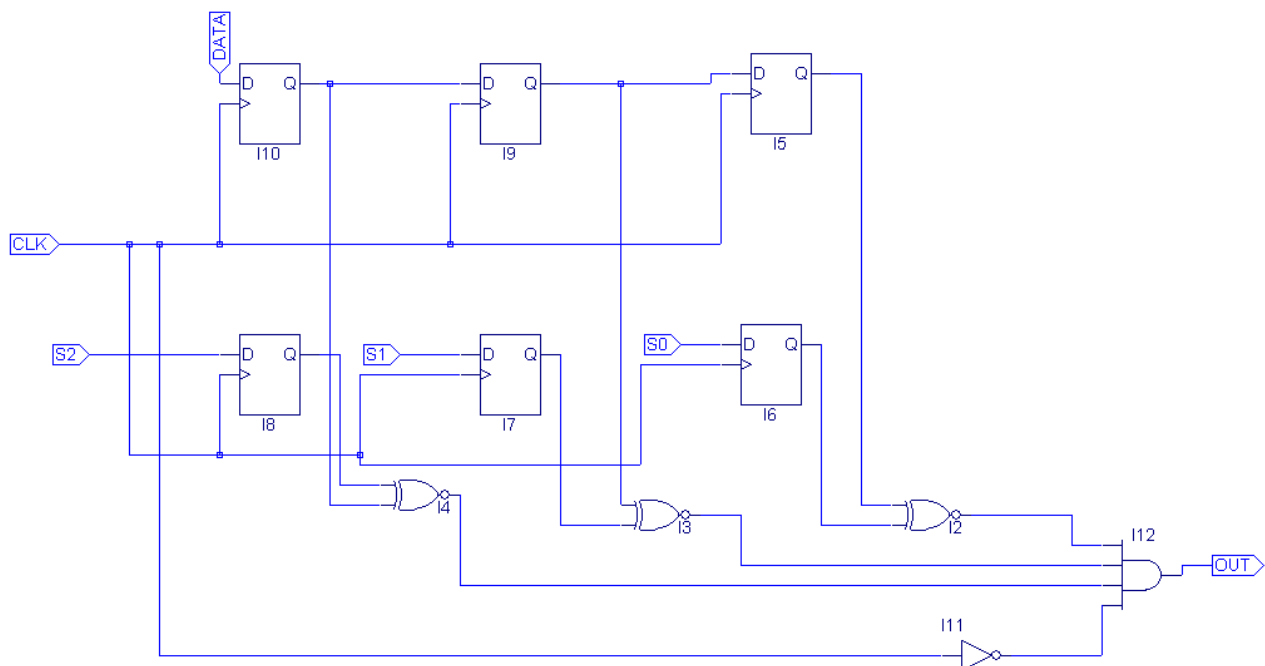 DATA
D Q
I10
D Q
I9
D Q
I5
CLK
S2
D Q
I8
S1
D Q
I7
S0
D Q
I6
I4
I3
I2
I12
OUT
I11